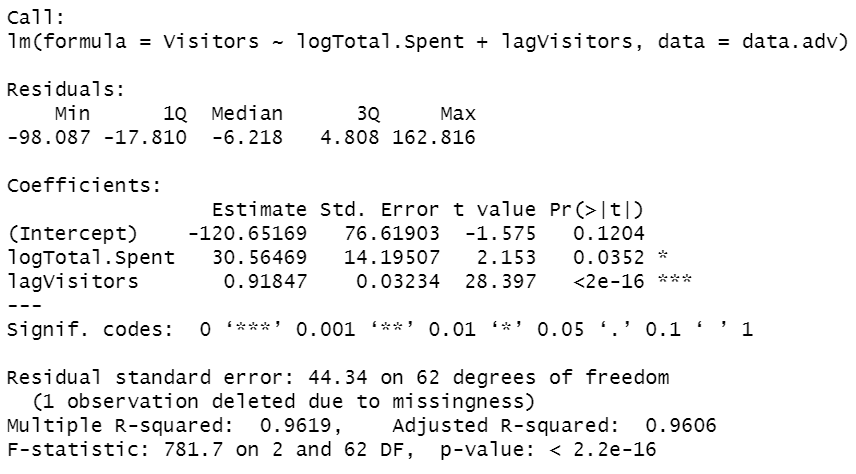 Call:
lm(formula = Visitors ~ logTotal.Spent + lagVisitors, data = data.adv)
Residuals:
    Min      1Q  Median      3Q     Max
-98.087 -17.810  -6.218   4.808 162.816
Coefficients:
                Estimate Std. Error t value Pr(>|t|)
(Intercept)    -120.65169   76.61903  -1.575   0.1204
logTotal.Spent   30.56469   14.19507   2.153   0.0352 *
lagVisitors       0.91847    0.03234  28.397   <2e-16 ***
---
Signif. codes:  0 ‘***’ 0.001 ‘**’ 0.01 ‘*’ 0.05 ‘.’ 0.1 ‘ ’ 1
Residual standard error: 44.34 on 62 degrees of freedom
  (1 observation deleted due to missingness)
Multiple R-squared:  0.9619,    Adjusted R-squared:  0.9606
F-statistic: 781.7 on 2 and 62 DF,  p-value: < 2.2e-16